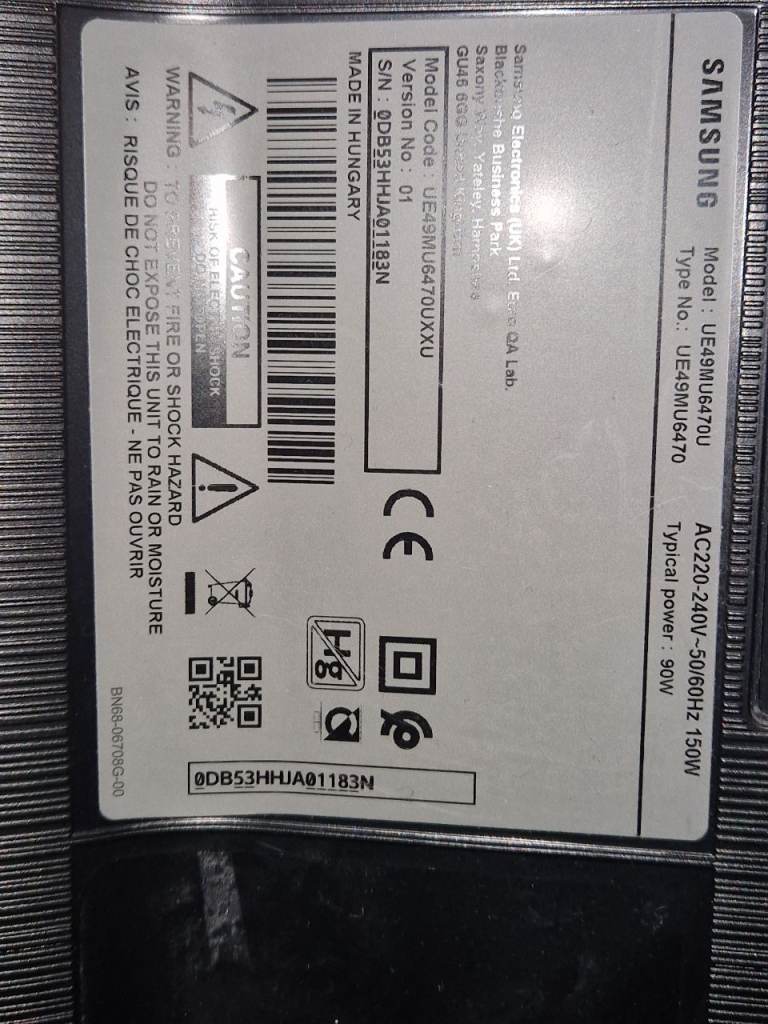 SAMSUNG
Model : UE49MU6470U
Type No.: UE49MU6470
AC220-240V~50/60Hz 150W
Typical power : 90W
Samsung Electronics (UK) Ltd Euro QA Lab.
Blackbushe Business Park
Saxony Way, Yateley, Hampshire
GU46 6GG United Kingdom
Model Code : UE49MU6470UXXU
Version No : 01
S/N : 0DB53HHJA01183N
MADE IN HUNGARY
CE
Hg
CAUTION
RISK OF ELECTRIC SHOCK
DO NOT OPEN
WARNING : TO PREVENT FIRE OR SHOCK HAZARD
DO NOT EXPOSE THIS UNIT TO RAIN OR MOISTURE
AVIS : RISQUE DE CHOC ELECTRIQUE - NE PAS OUVRIR
0DB53HHJA01183N
BN68-06708G-00